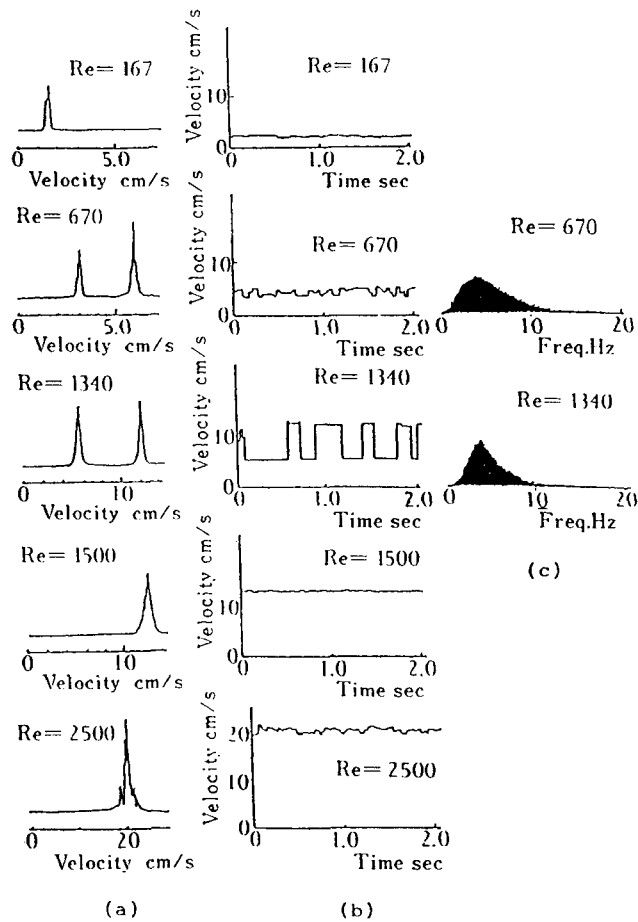 Re= 167
0 5.0
Velocity cm/s
Velocity cm/s
10
0
Re= 167
0 1.0 2.0
Time sec
Re= 670
0 5.0
Velocity cm/s
Velocity cm/s
10
0
Re= 670
0 1.0 2.0
Time sec
Re= 670
0 10 20
Freq.Hz
Re= 1340
0 10
Velocity cm/s
Velocity cm/s
10
0
Re= 1340
0 1.0 2.0
Time sec
Re= 1340
0 10 20
Freq.Hz
(c)
Re= 1500
0 10
Velocity cm/s
Velocity cm/s
10
0
Re= 1500
0 1.0 2.0
Time sec
Re= 2500
20
Velocity cm/s
Velocity cm/s
20
10
0
Re= 2500
0 1.0 2.0
Time sec
(a)
(b)